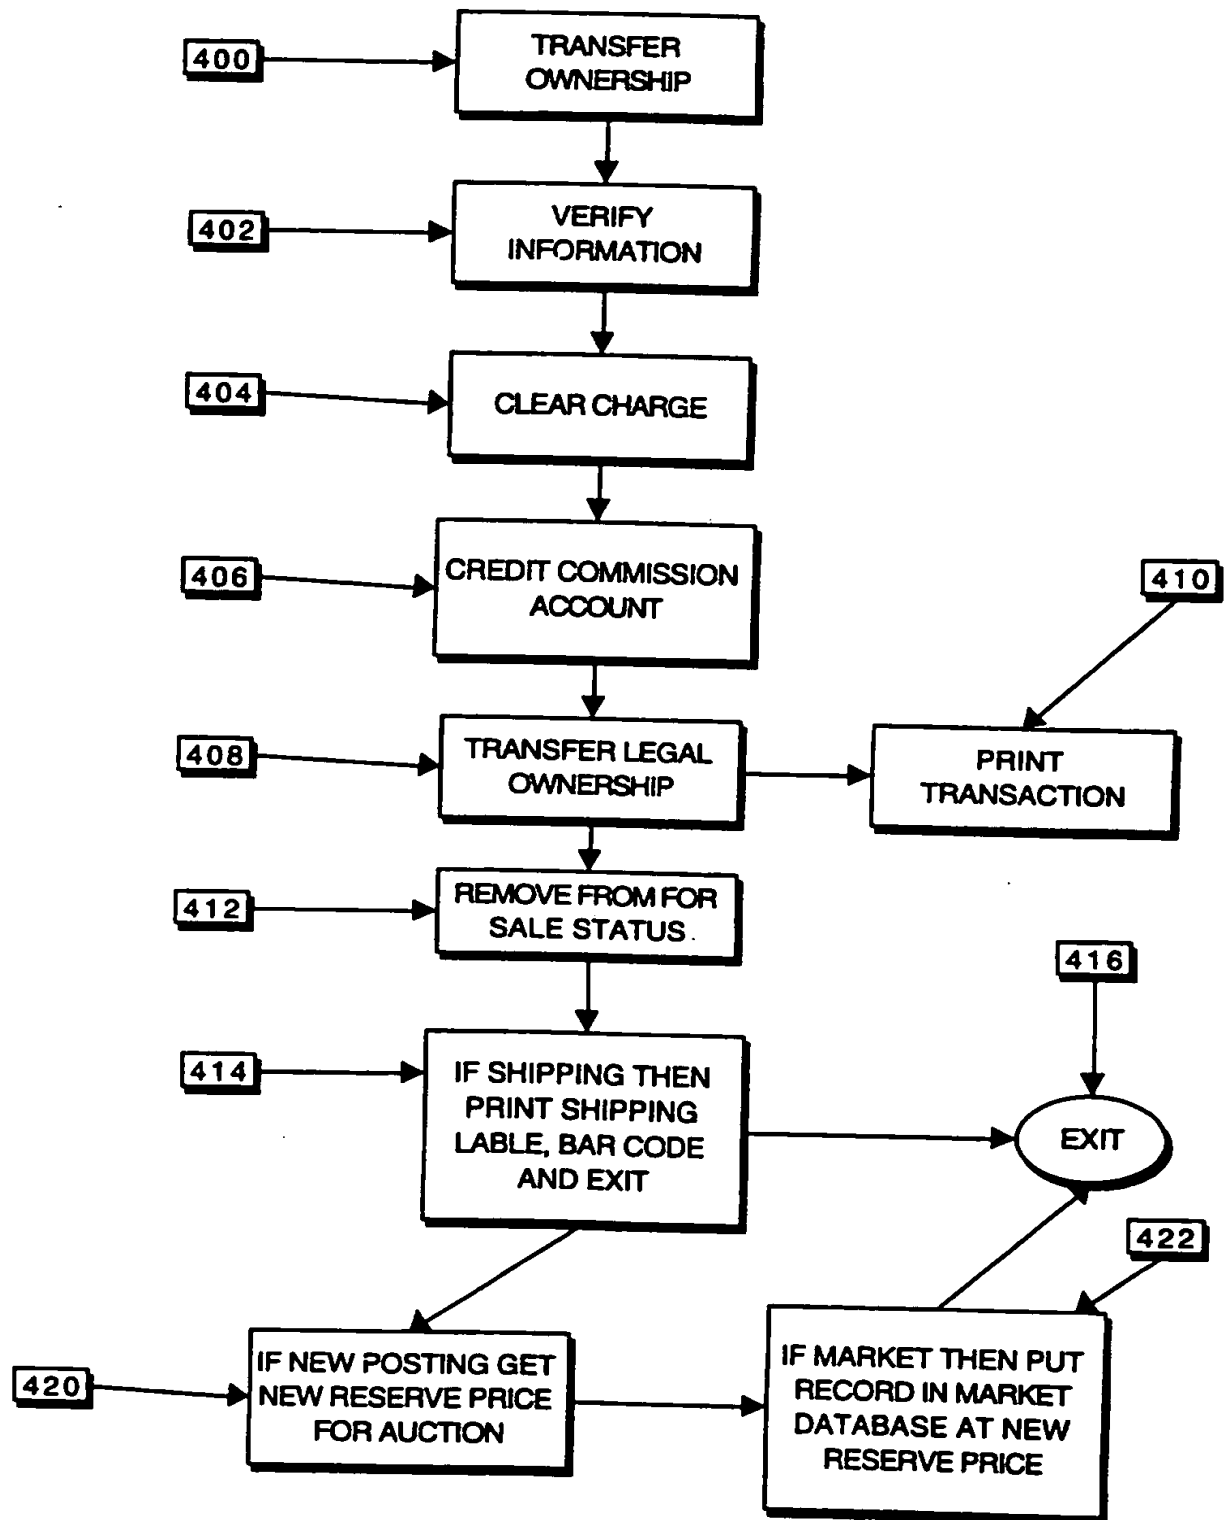 400
TRANSFER
OWNERSHIP
402
VERIFY
INFORMATION
404
CLEAR CHARGE
406
CREDIT COMMISSION
ACCOUNT
410
408
TRANSFER LEGAL
OWNERSHIP
PRINT
TRANSACTION
412
REMOVE FROM FOR
SALE STATUS
416
414
IF SHIPPING THEN
PRINT SHIPPING
LABLE, BAR CODE
AND EXIT
EXIT
422
420
IF NEW POSTING GET
NEW RESERVE PRICE
FOR AUCTION
IF MARKET THEN PUT
RECORD IN MARKET
DATABASE AT NEW
RESERVE PRICE